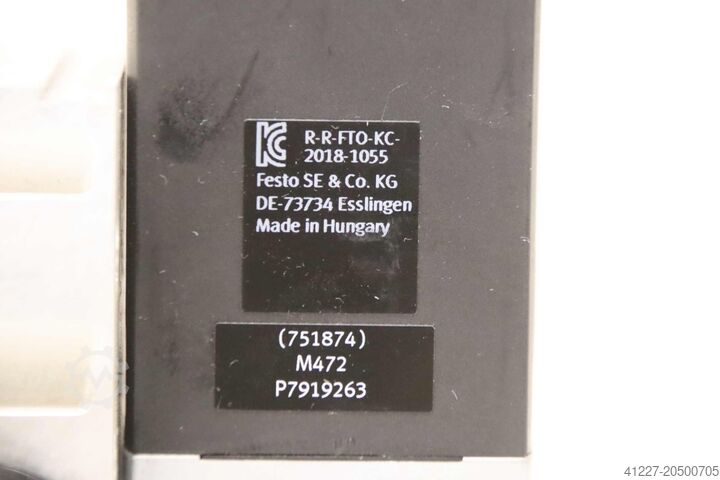 R-R-FTO-KC-
2018-1055
Festo SE & Co. KG
DE-73734 Esslingen
Made in Hungary
(751874)
M472
P7919263
41227-20500705